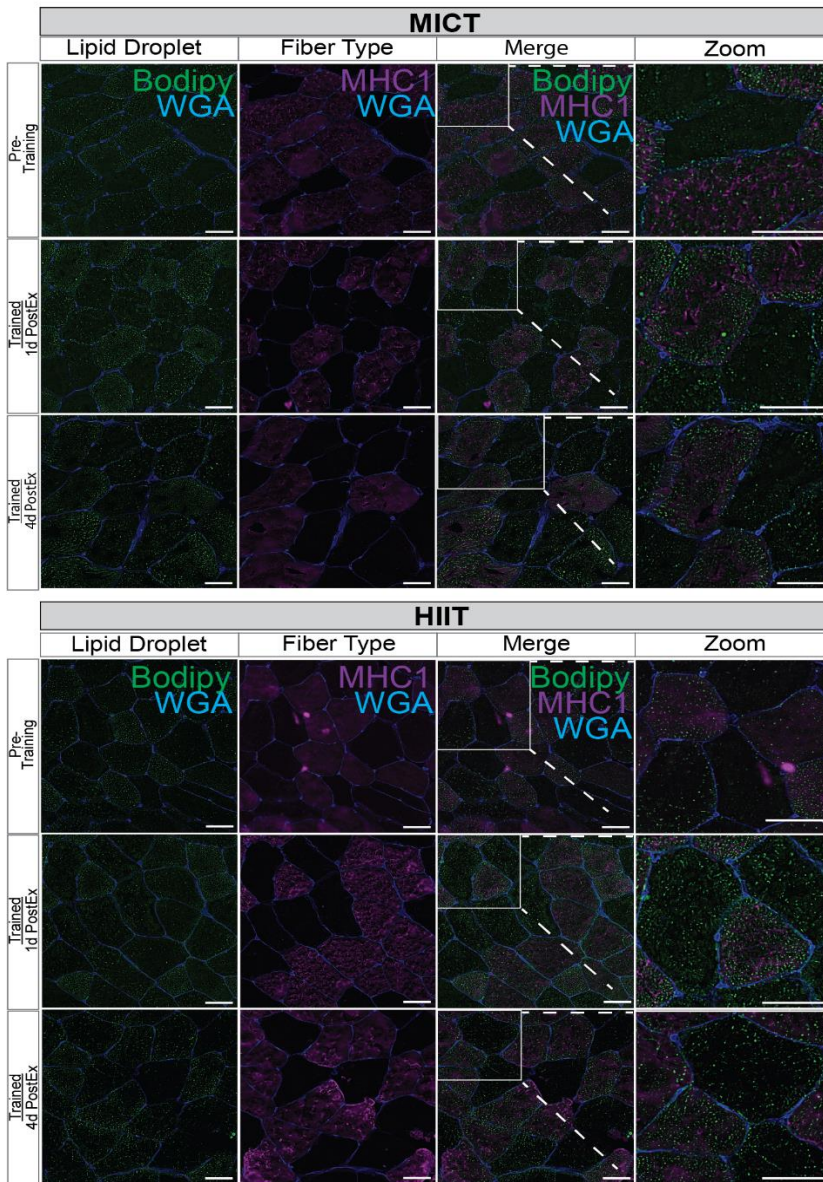 MICT
Lipid Droplet
Fiber Type
Merge
Zoom
Pre-
Training
Bodipy
WGA
MHC1
WGA
Bodipy
MHC1
WGA
Trained
1d PostEx
Trained
4d PostEx
HIIT
Lipid Droplet
Fiber Type
Merge
Zoom
Pre-
Training
Bodipy
WGA
MHC1
WGA
Bodipy
MHC1
WGA
Trained
1d PostEx
Trained
4d PostEx